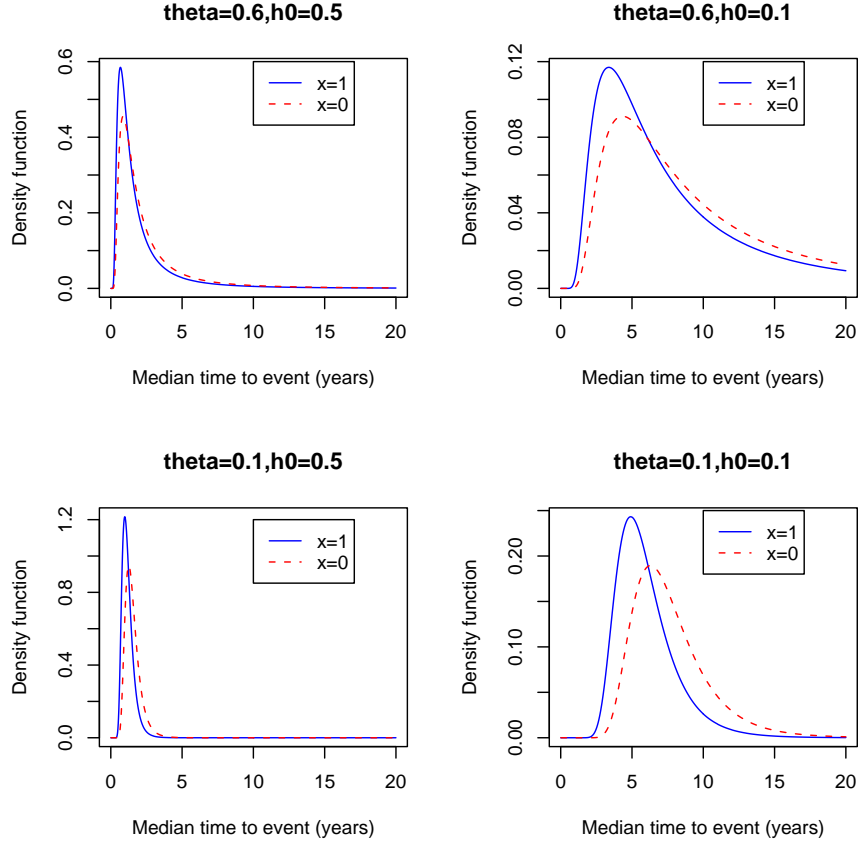 theta=0.6,h0=0.5
Density function
0.0 0.2 0.4 0.6
x=1
x=0
0 5 10 15 20
Median time to event (years)
theta=0.6,h0=0.1
Density function
0.00 0.04 0.08 0.12
x=1
x=0
0 5 10 15 20
Median time to event (years)
theta=0.1,h0=0.5
Density function
0.0 0.4 0.8 1.2
x=1
x=0
0 5 10 15 20
Median time to event (years)
theta=0.1,h0=0.1
Density function
0.00 0.10 0.20
x=1
x=0
0 5 10 15 20
Median time to event (years)